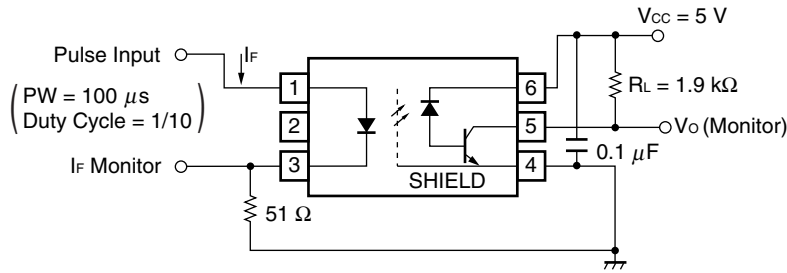 VCC = 5 V
Pulse Input
IF
(PW = 100 μs
Duty Cycle = 1/10)
1
6
RL = 1.9 kΩ
2
5
VO (Monitor)
IF Monitor
3
4
SHIELD
0.1 μF
51 Ω